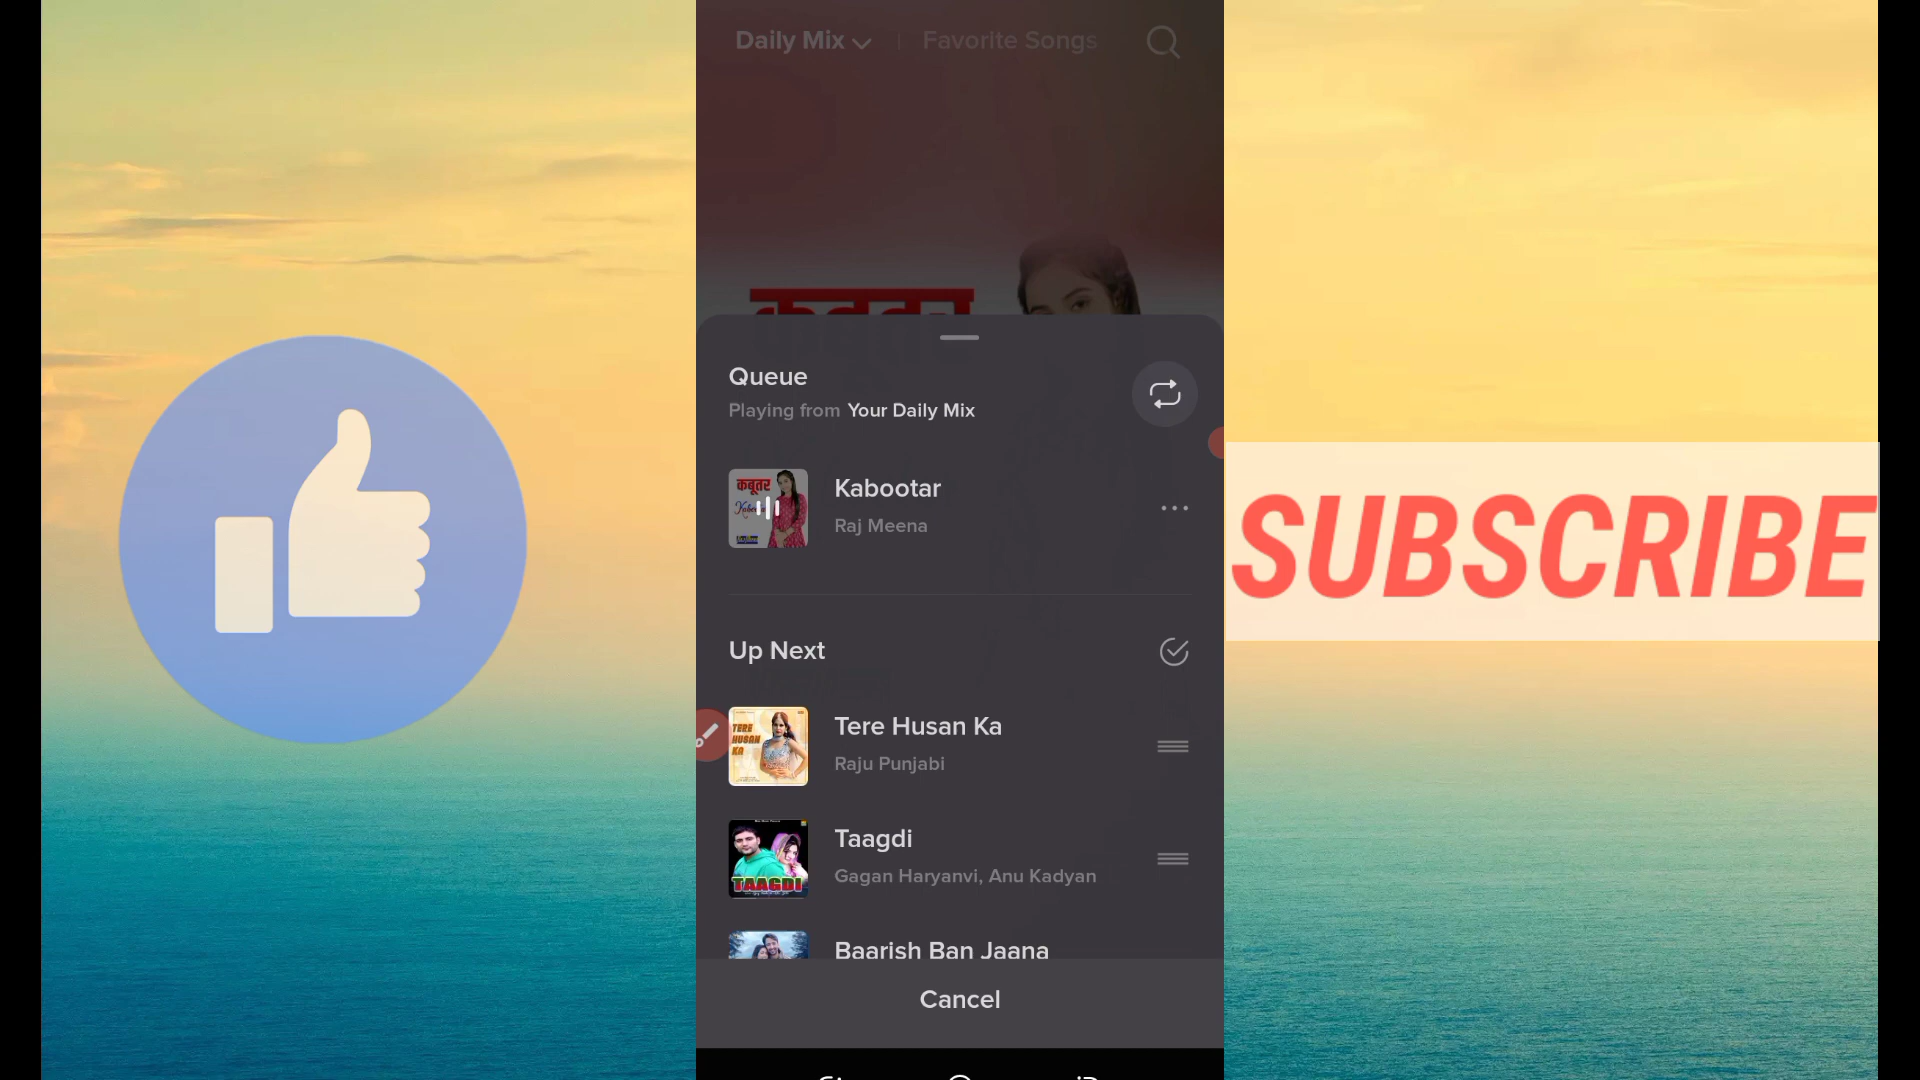 Daily Mix
Favorite Songs
Queue
Playing from Your Daily Mix
कबूतर
Kabootar
Raj Meena
Up Next
TERE
HUSAN
KA
Tere Husan Ka
Raju Punjabi
TAAGDI
Taagdi
Gagan Haryanvi, Anu Kadyan
Baarish Ban Jaana
Cancel
SUBSCRIBE